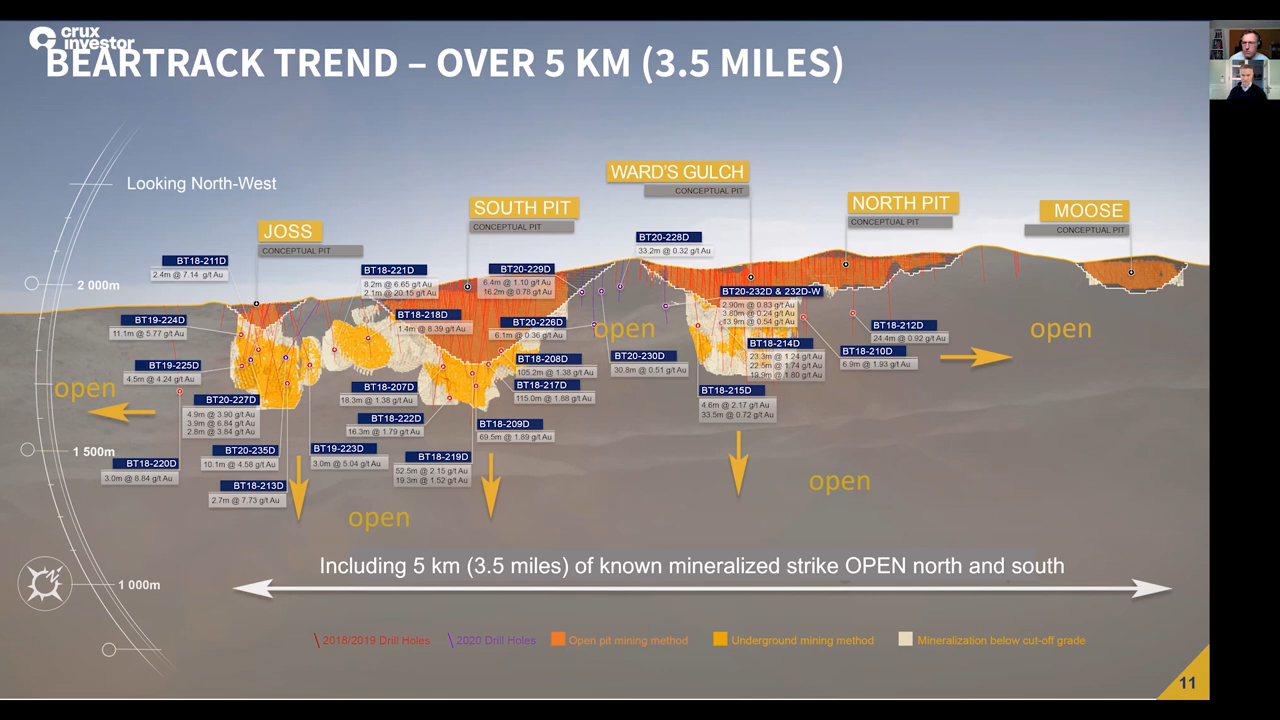 crux
investor
BEARTRACK TREND – OVER 5 KM (3.5 MILES)
Looking North-West
WARD'S GULCH
CONCEPTUAL PIT
NORTH PIT
CONCEPTUAL PIT
MOOSE
CONCEPTUAL PIT
SOUTH PIT
CONCEPTUAL PIT
JOSS
CONCEPTUAL PIT
2 000m
1 500m
1 000m
BT18-211D
2.4m @ 7.14 g/t Au
BT18-221D
8.2m @ 6.65 g/t Au
2.1m @ 20.15 g/t Au
BT20-229D
6.4m @ 1.10 g/t Au
16.2m @ 0.78 g/t Au
BT20-228D
33.2m @ 0.32 g/t Au
BT20-232D & 232D-W
2.90m @ 0.83 g/t Au
3.80m @ 0.24 g/t Au
13.9m @ 0.54 g/t Au
BT19-224D
11.1m @ 5.77 g/t Au
BT18-218D
1.4m @ 8.39 g/t Au
BT20-226D
6.1m @ 0.36 g/t Au
open
BT18-212D
24.4m @ 0.92 g/t Au
open
BT18-214D
23.3m @ 1.24 g/t Au
22.5m @ 1.74 g/t Au
19.9m @ 1.80 g/t Au
BT18-210D
6.9m @ 1.93 g/t Au
BT19-225D
4.5m @ 4.24 g/t Au
BT18-208D
105.2m @ 1.38 g/t Au
BT20-230D
30.8m @ 0.51 g/t Au
open
BT18-207D
18.3m @ 1.38 g/t Au
BT18-217D
115.0m @ 1.88 g/t Au
BT18-215D
4.6m @ 2.17 g/t Au
33.5m @ 0.72 g/t Au
BT20-227D
4.9m @ 3.90 g/t Au
3.9m @ 6.84 g/t Au
2.8m @ 3.84 g/t Au
BT18-222D
16.3m @ 1.79 g/t Au
BT18-209D
69.5m @ 1.89 g/t Au
BT20-235D
10.1m @ 4.58 g/t Au
BT19-223D
3.0m @ 5.04 g/t Au
BT18-219D
52.5m @ 2.15 g/t Au
19.3m @ 1.52 g/t Au
BT18-220D
3.0m @ 8.84 g/t Au
BT18-213D
2.7m @ 7.73 g/t Au
open
open
Including 5 km (3.5 miles) of known mineralized strike OPEN north and south
2018/2019 Drill Holes
2020 Drill Holes
Open pit mining method
Underground mining method
Mineralization below cut-off grade
N
11